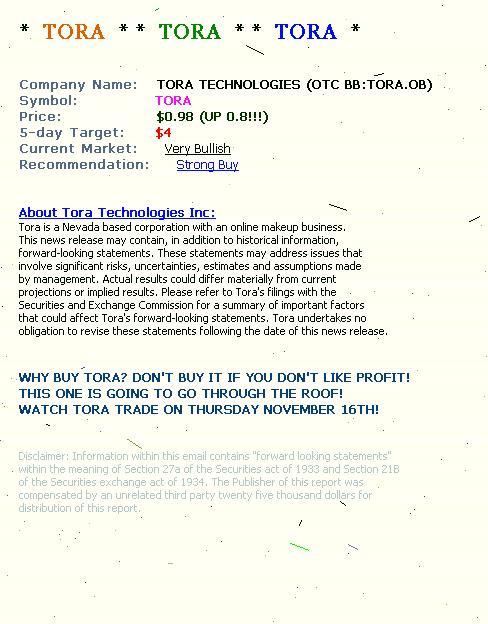 * TORA * * TORA * * TORA *
Company Name: TORA TECHNOLOGIES (OTC BB:TORA.OB)
Symbol: TORA
Price: $0.98 (UP 0.8!!!)
5-day Target: $4
Current Market: Very Bullish
Recommendation: Strong Buy
About Tora Technologies Inc:
Tora is a Nevada based corporation with an online makeup business.
This news release may contain, in addition to historical information,
forward-looking statements. These statements may address issues that
involve significant risks, uncertainties, estimates and assumptions made
by management. Actual results could differ materially from current
projections or implied results. Please refer to Tora's filings with the
Securities and Exchange Commission for a summary of important factors
that could affect Tora's forward-looking statements. Tora undertakes no
obligation to revise these statements following the date of this news release.
WHY BUY TORA? DON'T BUY IT IF YOU DON'T LIKE PROFIT!
THIS ONE IS GOING TO GO THROUGH THE ROOF!
WATCH TORA TRADE ON THURSDAY NOVEMBER 16TH!
Disclaimer: Information within this email contains "forward looking statements"
within the meaning of Section 27a of the Securities act of 1933 and Section 21B
of the Securities exchange act of 1934. The Publisher of this report was
compensated by an unrelated third party twenty five thousand dollars for
distribution of this report.